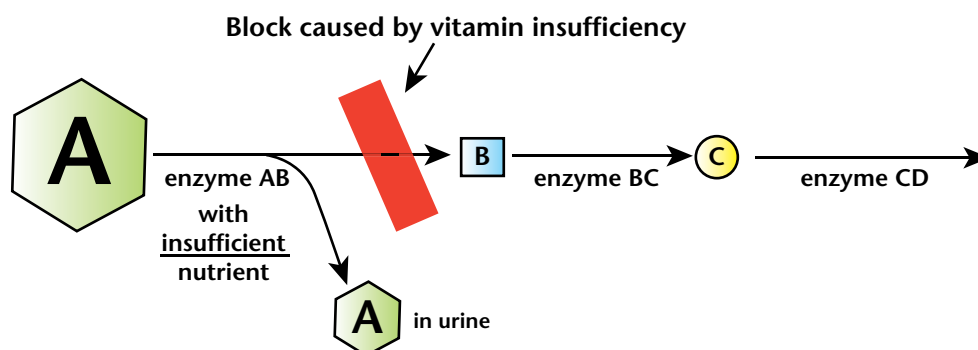 Block caused by vitamin insufficiency
A
B
C
enzyme AB
enzyme BC
enzyme CD
with
insufficient
nutrient
A
in urine